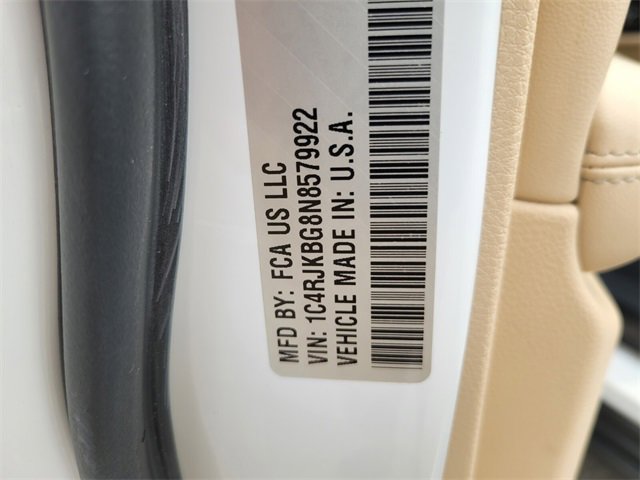 MFD BY: FCA US LLC
VIN: 1C4RJKBG8N8579922
VEHICLE MADE IN: U.S.A.